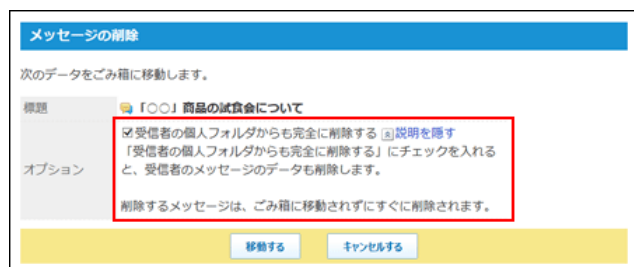 メッセージの削除
次のデータをごみ箱に移動します。
標題 「○○」商品の試食会について
受信者の個人フォルダからも完全に削除する 説明を隠す
「受信者の個人フォルダからも完全に削除する」にチェックを入れる
オプション と、受信者のメッセージのデータも削除します。
削除するメッセージは、ごみ箱に移動されずにすぐに削除されます。
移動する キャンセルする